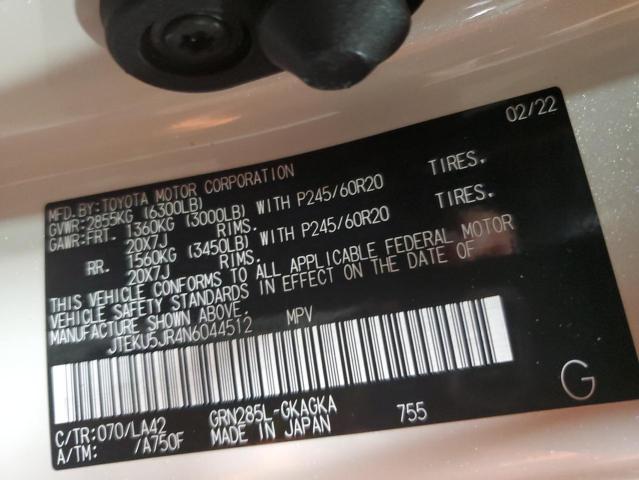 02/22
MFD.BY:TOYOTA MOTOR CORPORATION
GVWR:2855KG (6300LB)
GAWR:FRT. 1360KG (3000LB) WITH P245/60R20 TIRES.
20X7J RIMS.
RR. 1560KG (3450LB) WITH P245/60R20 TIRES.
20X7J RIMS.
THIS VEHICLE CONFORMS TO ALL APPLICABLE FEDERAL MOTOR
VEHICLE SAFETY STANDARDS IN EFFECT ON THE DATE OF
MANUFACTURE SHOWN ABOVE.
JTEKU5JR4N6044512 MPV
C/TR:070/LA42 GRN285L-GKAGKA 755
A/TM: /A750F MADE IN JAPAN
G